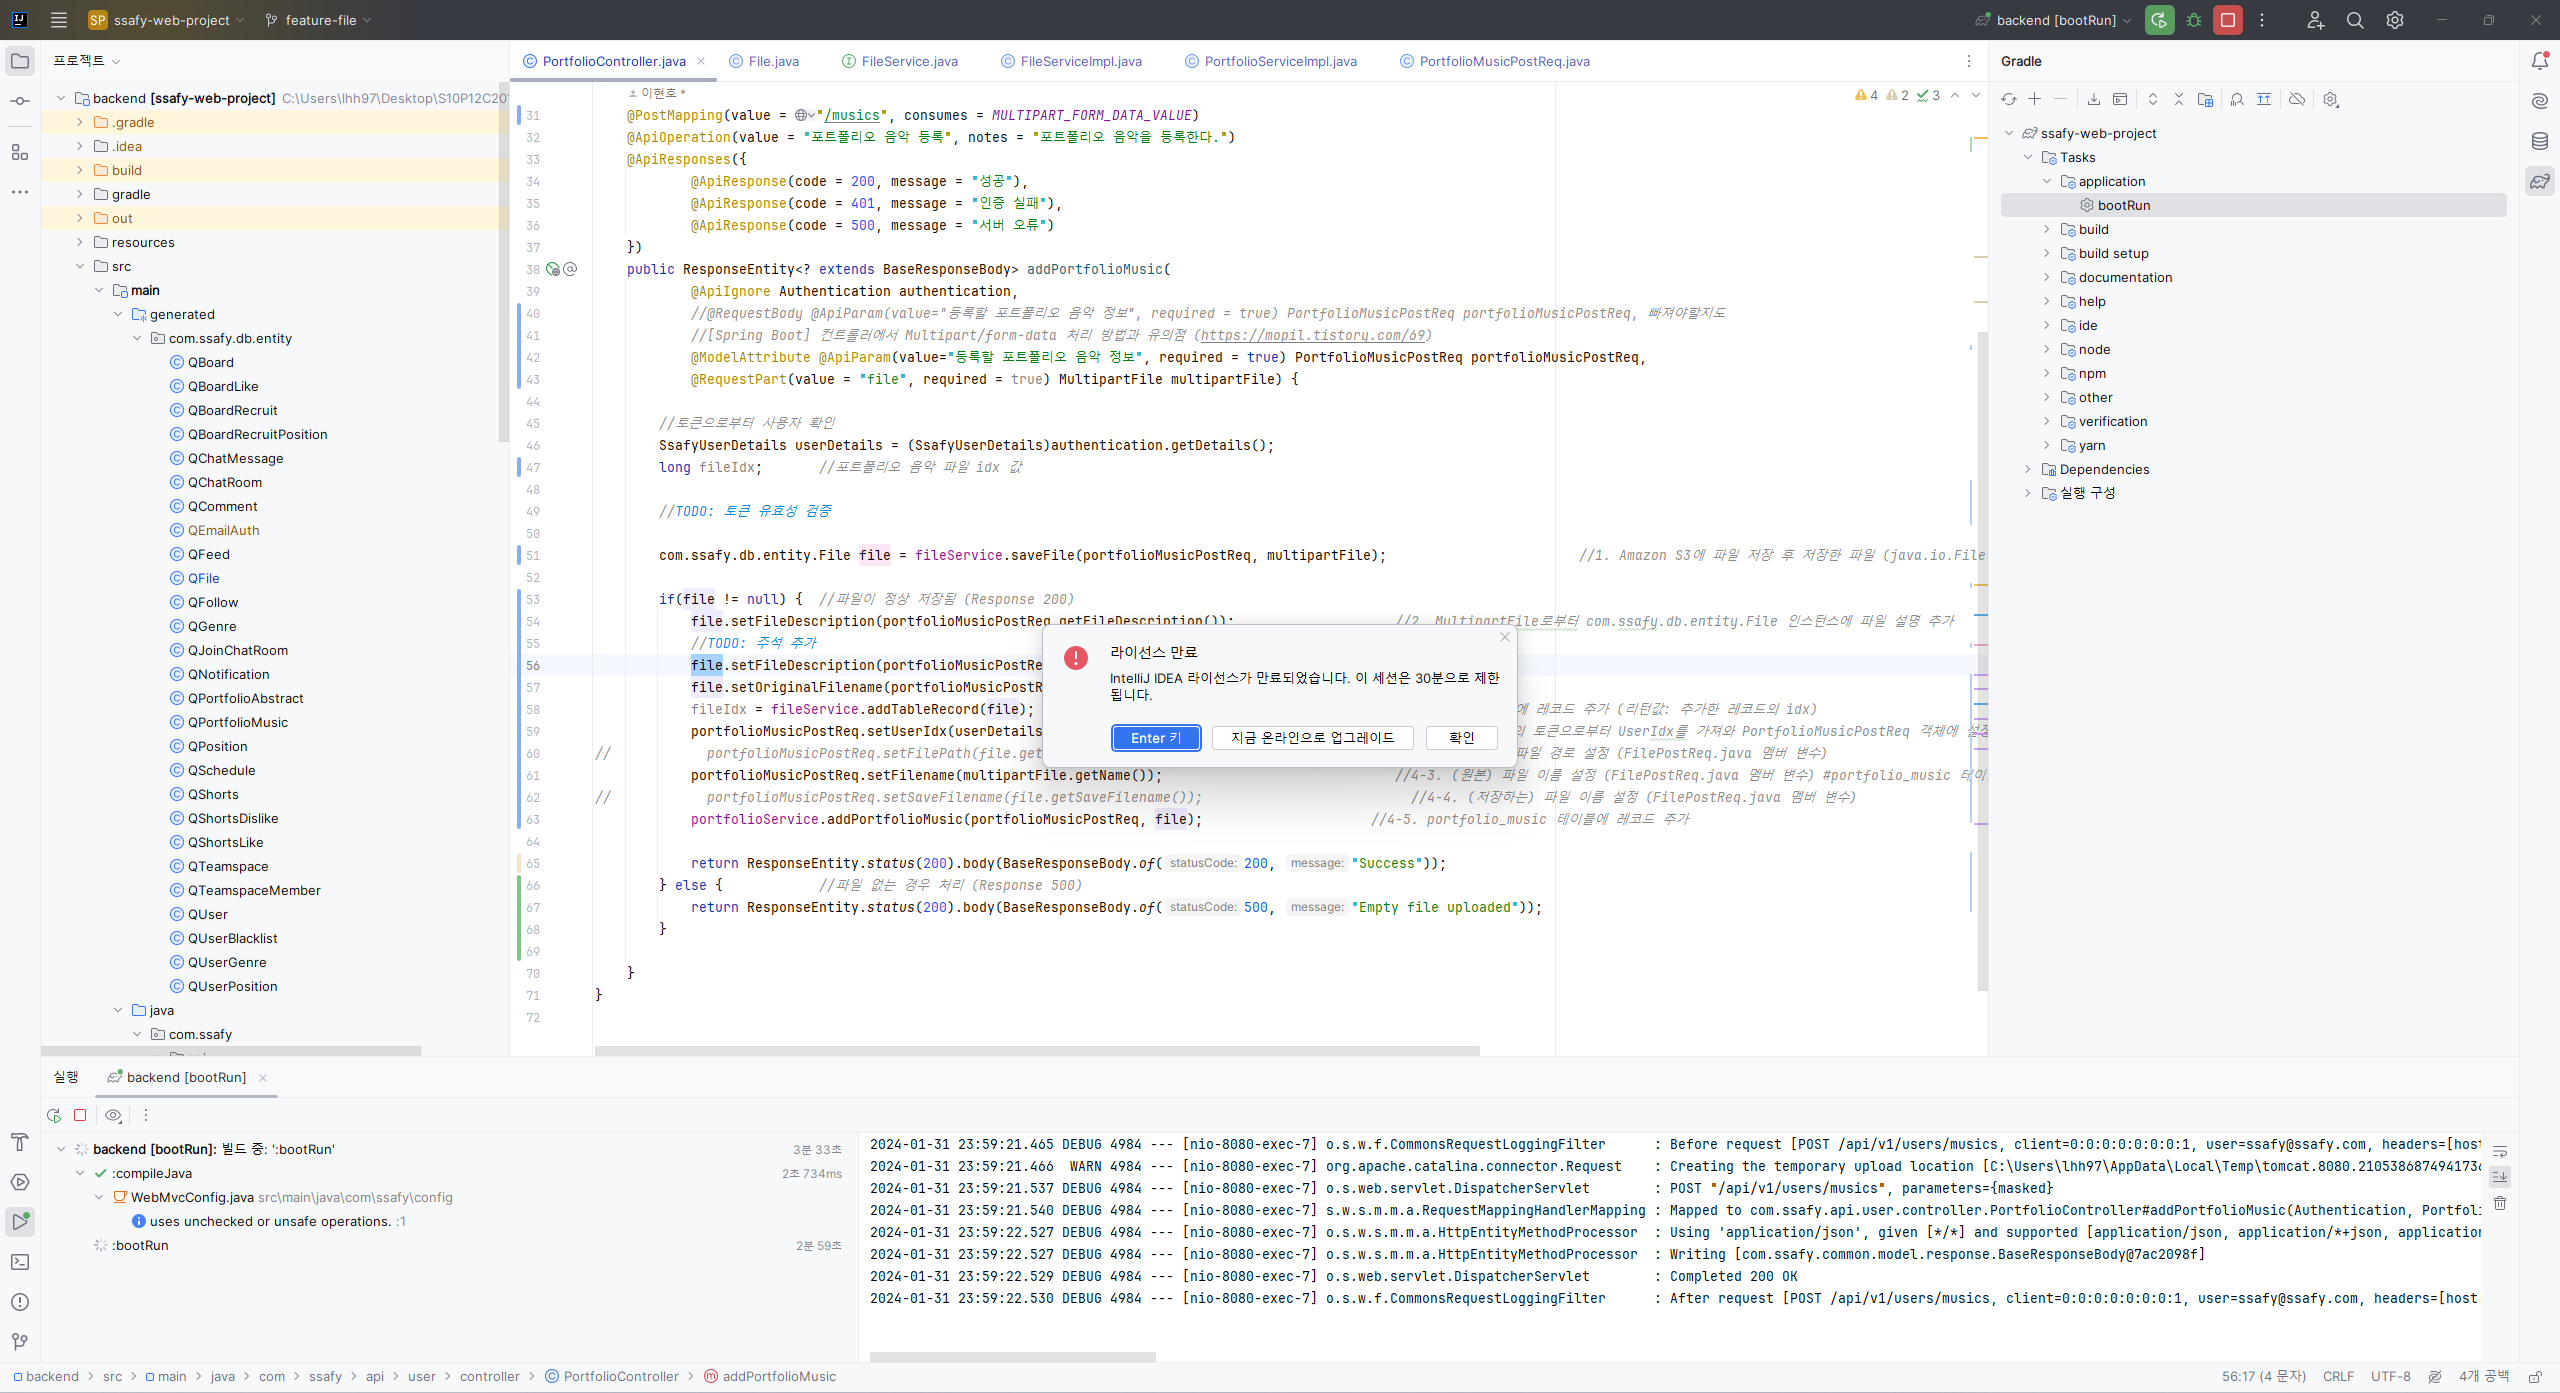 SP ssafy-web-project feature-file backend [bootRun]
프로젝트
PortfolioController.java File.java FileService.java FileServiceImpl.java PortfolioServiceImpl.java PortfolioMusicPostReq.java
Gradle
backend [ssafy-web-project] C:\Users\lhh97\Desktop\S10P12C20
.gradle
.idea
build
gradle
out
resources
src
main
generated
com.ssafy.db.entity
QBoard
QBoardLike
QBoardRecruit
QBoardRecruitPosition
QChatMessage
QChatRoom
QComment
QEmailAuth
QFeed
QFile
QFollow
QGenre
QJoinChatRoom
QNotification
QPortfolioAbstract
QPortfolioMusic
QPosition
QSchedule
QShorts
QShortsDislike
QShortsLike
QTeamspace
QTeamspaceMember
QUser
QUserBlacklist
QUserGenre
QUserPosition
java
com.ssafy
이현호 *
4 2 3
31 @PostMapping(value = "/musics", consumes = MULTIPART_FORM_DATA_VALUE)
32 @ApiOperation(value = "포트폴리오 음악 등록", notes = "포트폴리오 음악을 등록한다.")
33 @ApiResponses({
34 @ApiResponse(code = 200, message = "성공"),
35 @ApiResponse(code = 401, message = "인증 실패"),
36 @ApiResponse(code = 500, message = "서버 오류")
37 })
38 public ResponseEntity<? extends BaseResponseBody> addPortfolioMusic(
39 @ApiIgnore Authentication authentication,
40 //@RequestBody @ApiParam(value="등록할 포트폴리오 음악 정보", required = true) PortfolioMusicPostReq portfolioMusicPostReq, 빠져야할지도
41 //[Spring Boot] 컨트롤러에서 Multipart/form-data 처리 방법과 유의점 (https://mopil.tistory.com/69)
42 @ModelAttribute @ApiParam(value="등록할 포트폴리오 음악 정보", required = true) PortfolioMusicPostReq portfolioMusicPostReq,
43 @RequestPart(value = "file", required = true) MultipartFile multipartFile) {
44
45 //토큰으로부터 사용자 확인
46 SsafyUserDetails userDetails = (SsafyUserDetails)authentication.getDetails();
47 long fileIdx; //포트폴리오 음악 파일 idx 값
48
49 //TODO: 토큰 유효성 검증
50
51 com.ssafy.db.entity.File file = fileService.saveFile(portfolioMusicPostReq, multipartFile); //1. Amazon S3에 파일 저장 후 저장한 파일 (java.io.File
52
53 if(file != null) { //파일이 정상 저장됨 (Response 200)
54 file.setFileDescription(portfolioMusicPostReq.getFileDescription()); //2. MultipartFile로부터 com.ssafy.db.entity.File 인스턴스에 파일 설명 추가
55 //TODO: 주석 추가
56 file.setFileDescription(portfolioMusicPostRe
57 file.setOriginalFilename(portfolioMusicPostR
58 fileIdx = fileService.addTableRecord(file); 에 레코드 추가 (리턴값: 추가한 레코드의 idx)
59 portfolioMusicPostReq.setUserIdx(userDetails 의 토큰으로부터 UserIdx를 가져와 PortfolioMusicPostReq 객체에 설정
60 // portfolioMusicPostReq.setFilePath(file.get 파일 경로 설정 (FilePostReq.java 멤버 변수)
61 portfolioMusicPostReq.setFilename(multipartFile.getName()); //4-3. (원본) 파일 이름 설정 (FilePostReq.java 멤버 변수) #portfolio_music 테이
62 // portfolioMusicPostReq.setSaveFilename(file.getSaveFilename()); //4-4. (저장하는) 파일 이름 설정 (FilePostReq.java 멤버 변수)
63 portfolioService.addPortfolioMusic(portfolioMusicPostReq, file); //4-5. portfolio_music 테이블에 레코드 추가
64
65 return ResponseEntity.status(200).body(BaseResponseBody.of( statusCode: 200, message: "Success"));
66 } else { //파일 없는 경우 처리 (Response 500)
67 return ResponseEntity.status(200).body(BaseResponseBody.of( statusCode: 500, message: "Empty file uploaded"));
68 }
69
70 }
71 }
72
라이선스 만료
IntelliJ IDEA 라이선스가 만료되었습니다. 이 세션은 30분으로 제한
됩니다.
Enter 키 지금 온라인으로 업그레이드 확인
ssafy-web-project
Tasks
application
bootRun
build
build setup
documentation
help
ide
node
npm
other
verification
yarn
Dependencies
실행 구성
실행 backend [bootRun]
backend [bootRun]: 빌드 중: ':bootRun' 3분 33초
:compileJava 2초 734ms
WebMvcConfig.java src\main\java\com\ssafy\config
uses unchecked or unsafe operations. :1
:bootRun 2분 59초
2024-01-31 23:59:21.465 DEBUG 4984 --- [nio-8080-exec-7] o.s.w.f.CommonsRequestLoggingFilter : Before request [POST /api/v1/users/musics, client=0:0:0:0:0:0:0:1, user=ssafy@ssafy.com, headers=[host
2024-01-31 23:59:21.466 WARN 4984 --- [nio-8080-exec-7] org.apache.catalina.connector.Request : Creating the temporary upload location [C:\Users\lhh97\AppData\Local\Temp\tomcat.8080.2105386874941736
2024-01-31 23:59:21.537 DEBUG 4984 --- [nio-8080-exec-7] o.s.web.servlet.DispatcherServlet : POST "/api/v1/users/musics", parameters={masked}
2024-01-31 23:59:21.540 DEBUG 4984 --- [nio-8080-exec-7] s.w.s.m.m.a.RequestMappingHandlerMapping : Mapped to com.ssafy.api.user.controller.PortfolioController#addPortfolioMusic(Authentication, Portfoli
2024-01-31 23:59:22.527 DEBUG 4984 --- [nio-8080-exec-7] o.s.w.s.m.m.a.HttpEntityMethodProcessor : Using 'application/json', given [*/*] and supported [application/json, application/*+json, application
2024-01-31 23:59:22.527 DEBUG 4984 --- [nio-8080-exec-7] o.s.w.s.m.m.a.HttpEntityMethodProcessor : Writing [com.ssafy.common.model.response.BaseResponseBody@7ac2098f]
2024-01-31 23:59:22.529 DEBUG 4984 --- [nio-8080-exec-7] o.s.web.servlet.DispatcherServlet : Completed 200 OK
2024-01-31 23:59:22.530 DEBUG 4984 --- [nio-8080-exec-7] o.s.w.f.CommonsRequestLoggingFilter : After request [POST /api/v1/users/musics, client=0:0:0:0:0:0:0:1, user=ssafy@ssafy.com, headers=[host
backend > src > main > java > com > ssafy > api > user > controller > PortfolioController > addPortfolioMusic 56:17 (4 문자) CRLF UTF-8 4개 공백